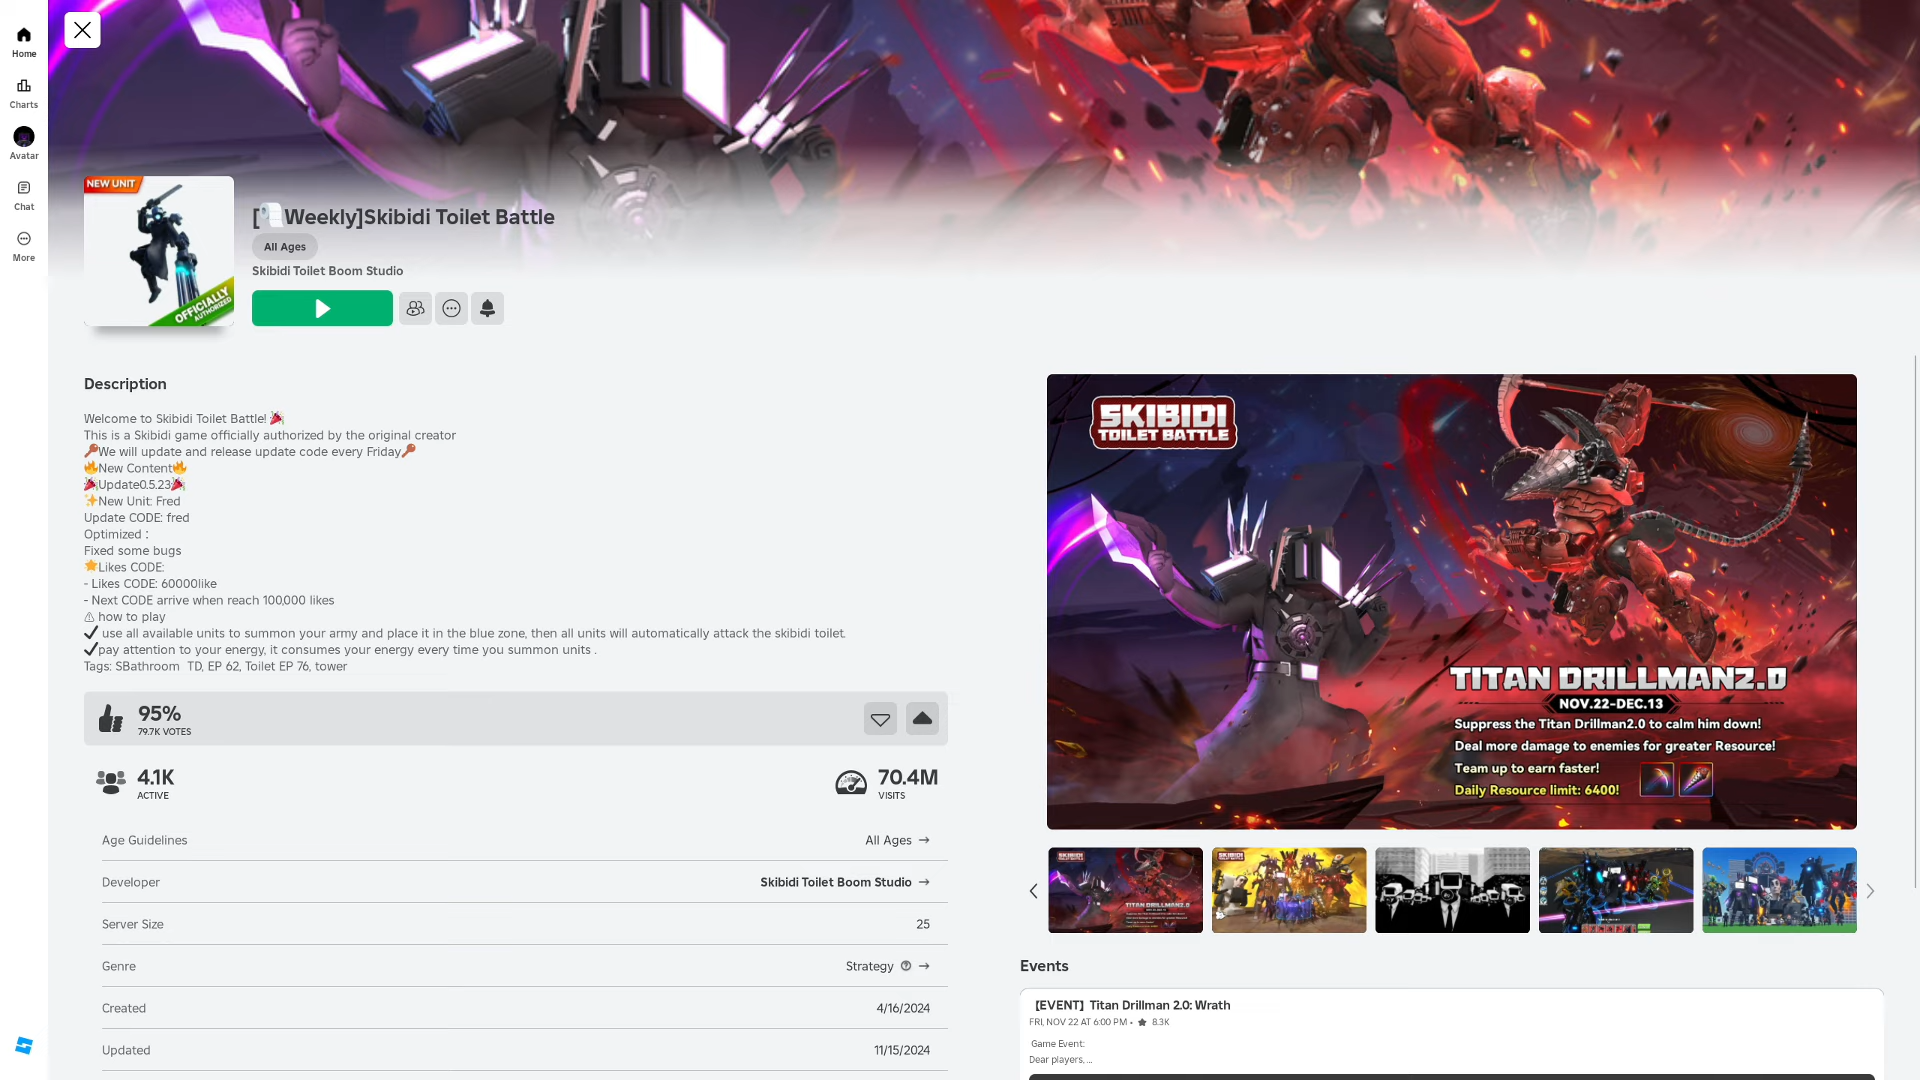 Home
Charts
Avatar
Chat
More
NEW UNIT
OFFICIALLY
AUTHORIZED
[🧻Weekly]Skibidi Toilet Battle
All Ages
Skibidi Toilet Boom Studio
Description
Welcome to Skibidi Toilet Battle! 🎉
This is a Skibidi game officially authorized by the original creator
🔑We will update and release update code every Friday🔑
🔥New Content🔥
🎉Update0.5.23🎉
✨New Unit: Fred
Update CODE: fred
Optimized :
Fixed some bugs
⭐Likes CODE:
- Likes CODE: 60000like
- Next CODE arrive when reach 100,000 likes
⚠ how to play
✔ use all available units to summon your army and place it in the blue zone, then all units will automatically attack the skibidi toilet.
✔pay attention to your energy, it consumes your energy every time you summon units .
Tags: SBathroom TD, EP 62, Toilet EP 76, tower
95%
79.7K VOTES
4.1K
ACTIVE
70.4M
VISITS
Age Guidelines
All Ages →
Developer
Skibidi Toilet Boom Studio →
Server Size
25
Genre
Strategy →
Created
4/16/2024
Updated
11/15/2024
SKIBIDI
TOILET BATTLE
TITAN DRILLMAN2.0
NOV.22-DEC.13
Suppress the Titan Drillman2.0 to calm him down!
Deal more damage to enemies for greater Resource!
Team up to earn faster!
Daily Resource limit: 6400!
SKIBIDI
TITAN DRILLMAN2.0
SKIBIDI
Events
[EVENT] Titan Drillman 2.0: Wrath
FRI, NOV 22 AT 6:00 PM • ★ 8.3K
Game Event:
Dear players, ...